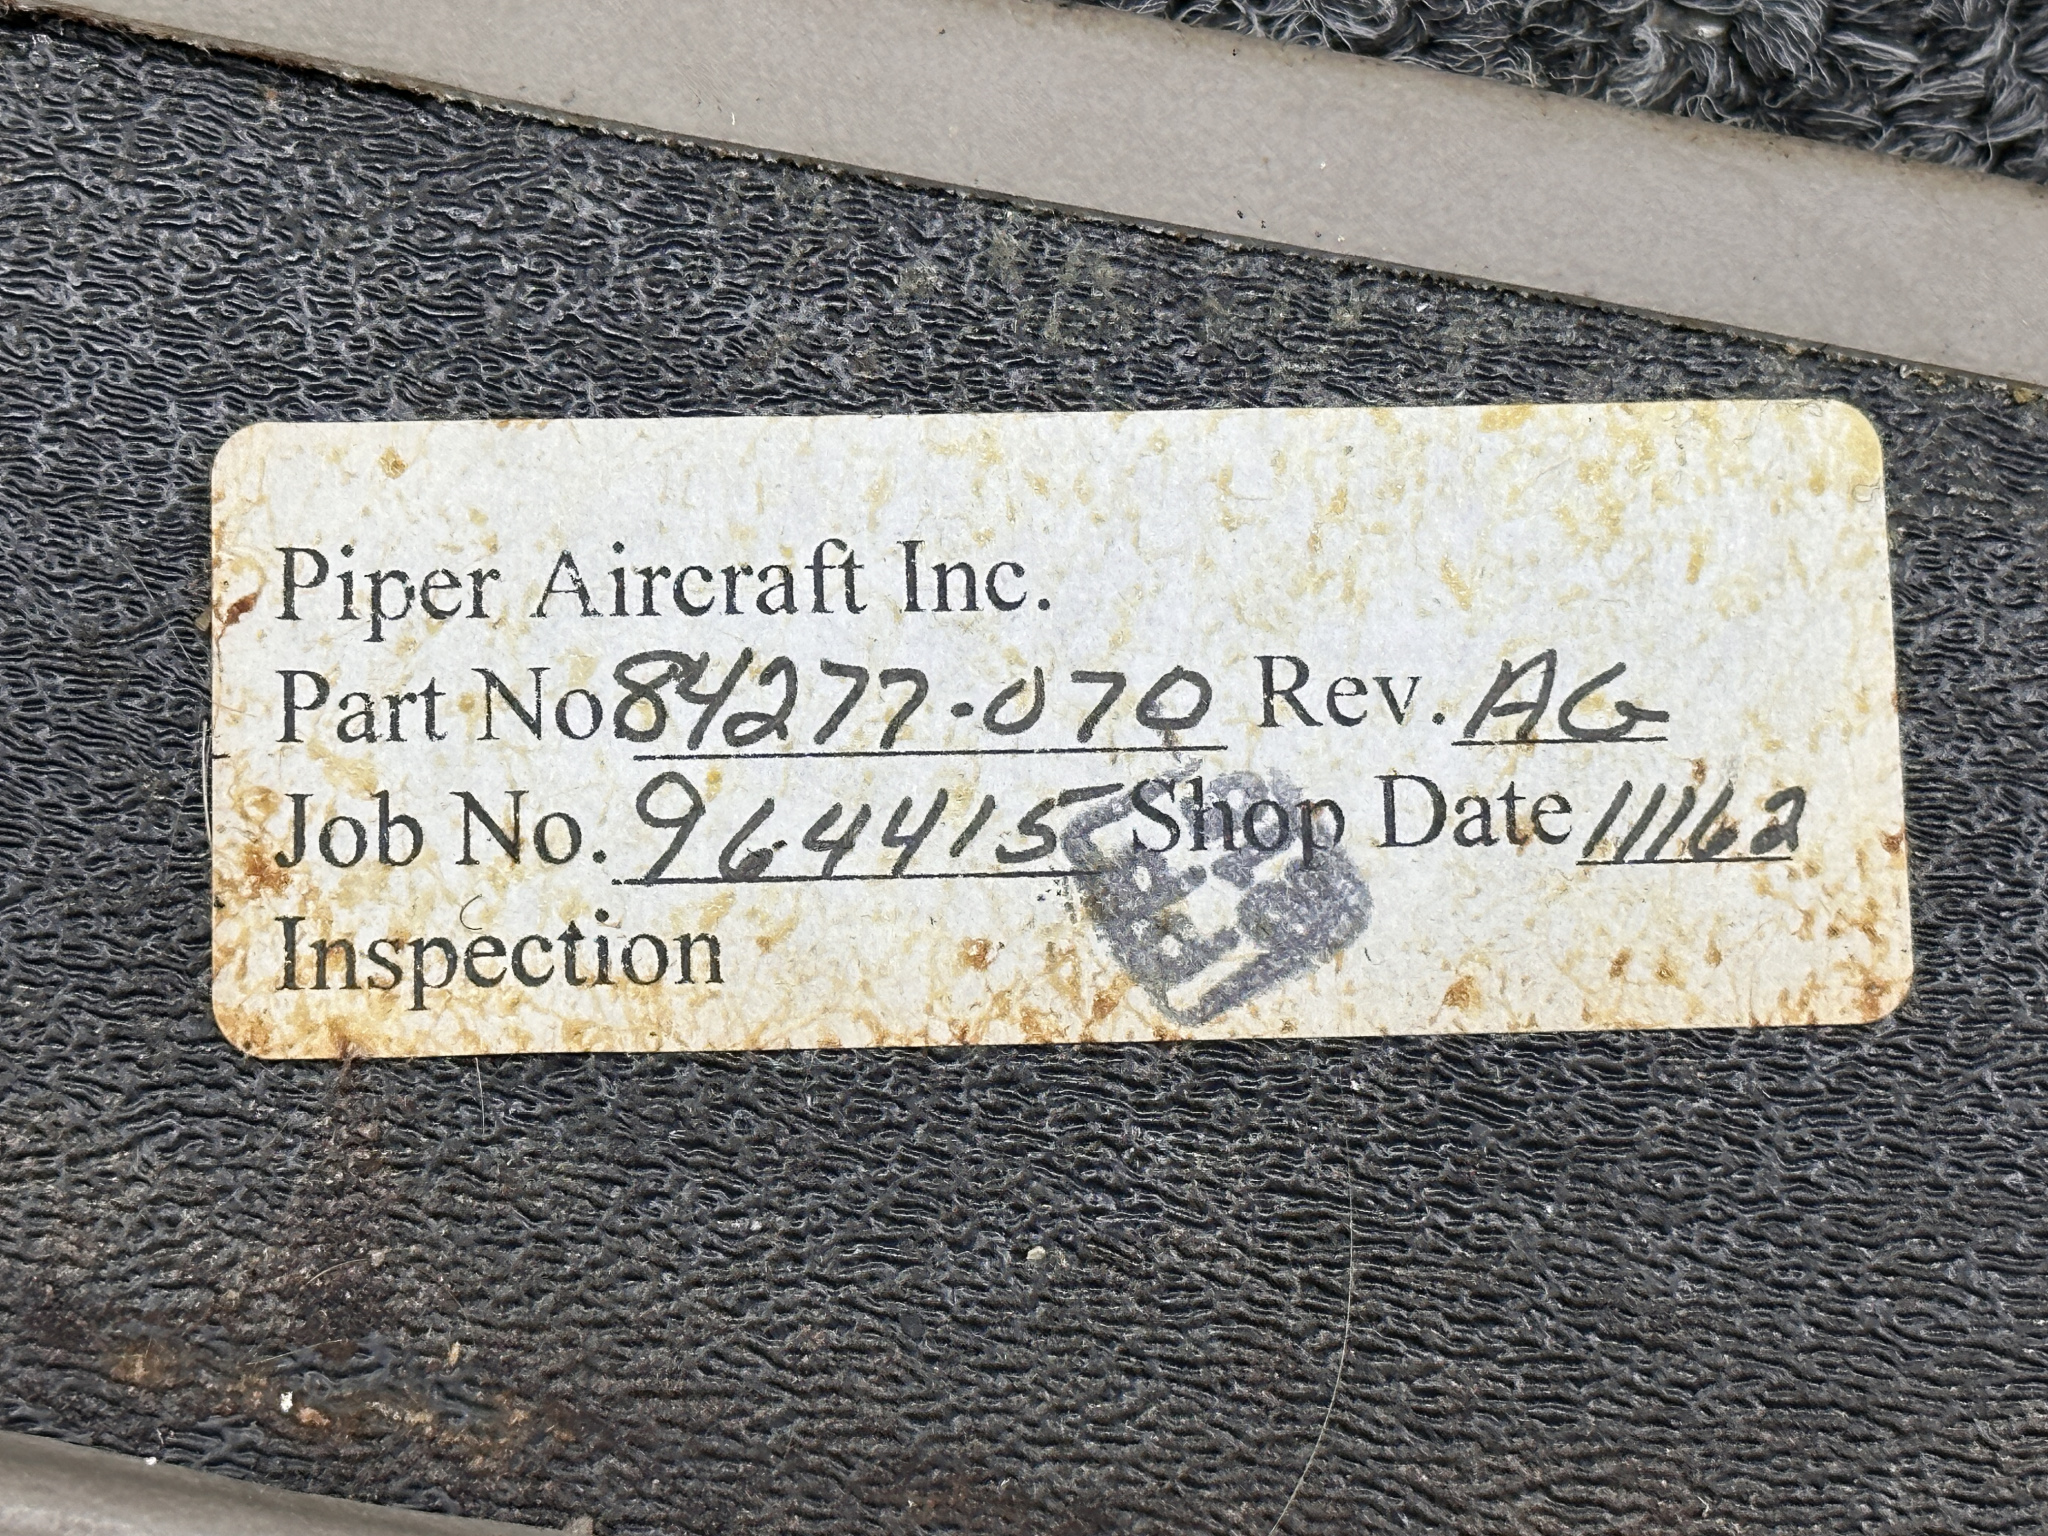 Piper Aircraft Inc.
Part No 84277-070 Rev. AG
Job No. 964415 Shop Date 11162
Inspection